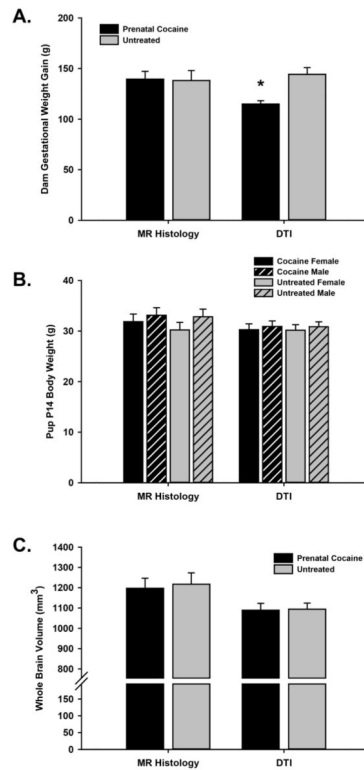 A.
Prenatal Cocaine
Untreated
Dam Gestational Weight Gain (g)
200
150
100
50
0
*
MR Histology
DTI
B.
Cocaine Female
Cocaine Male
Untreated Female
Untreated Male
Pup P14 Body Weight (g)
40
30
20
10
0
MR Histology
DTI
C.
Prenatal Cocaine
Untreated
Whole Brain Volume (mm³)
1400
1300
1200
1100
1000
900
800
150
100
50
0
MR Histology
DTI